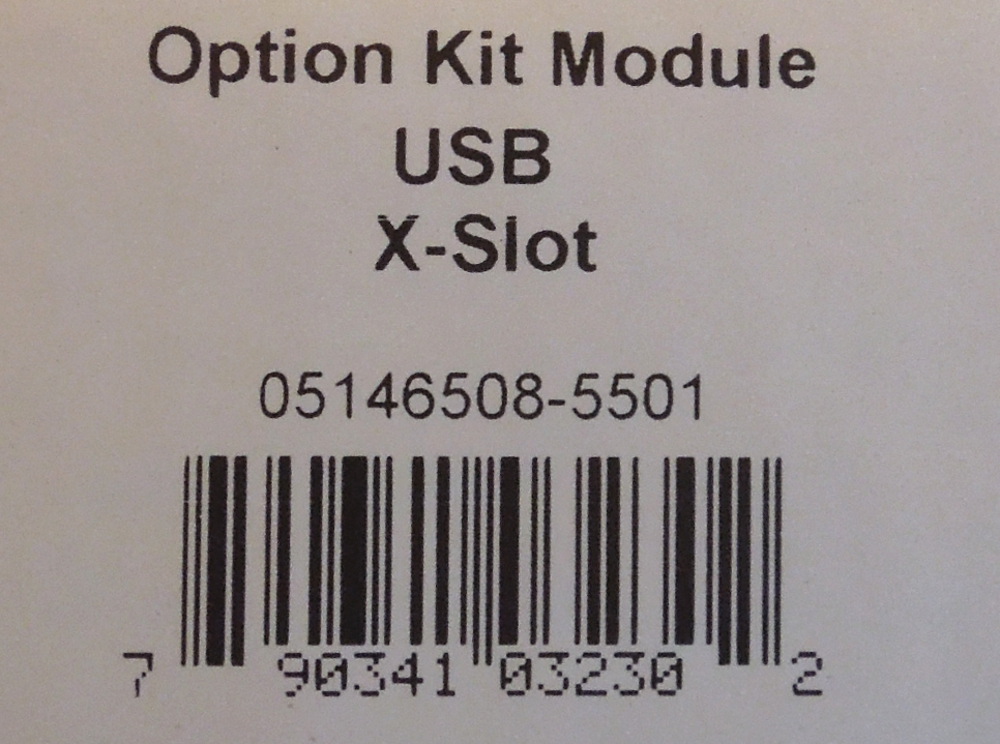 Option Kit Module
USB
X-Slot
05146508-5501
7 90341 03230 2